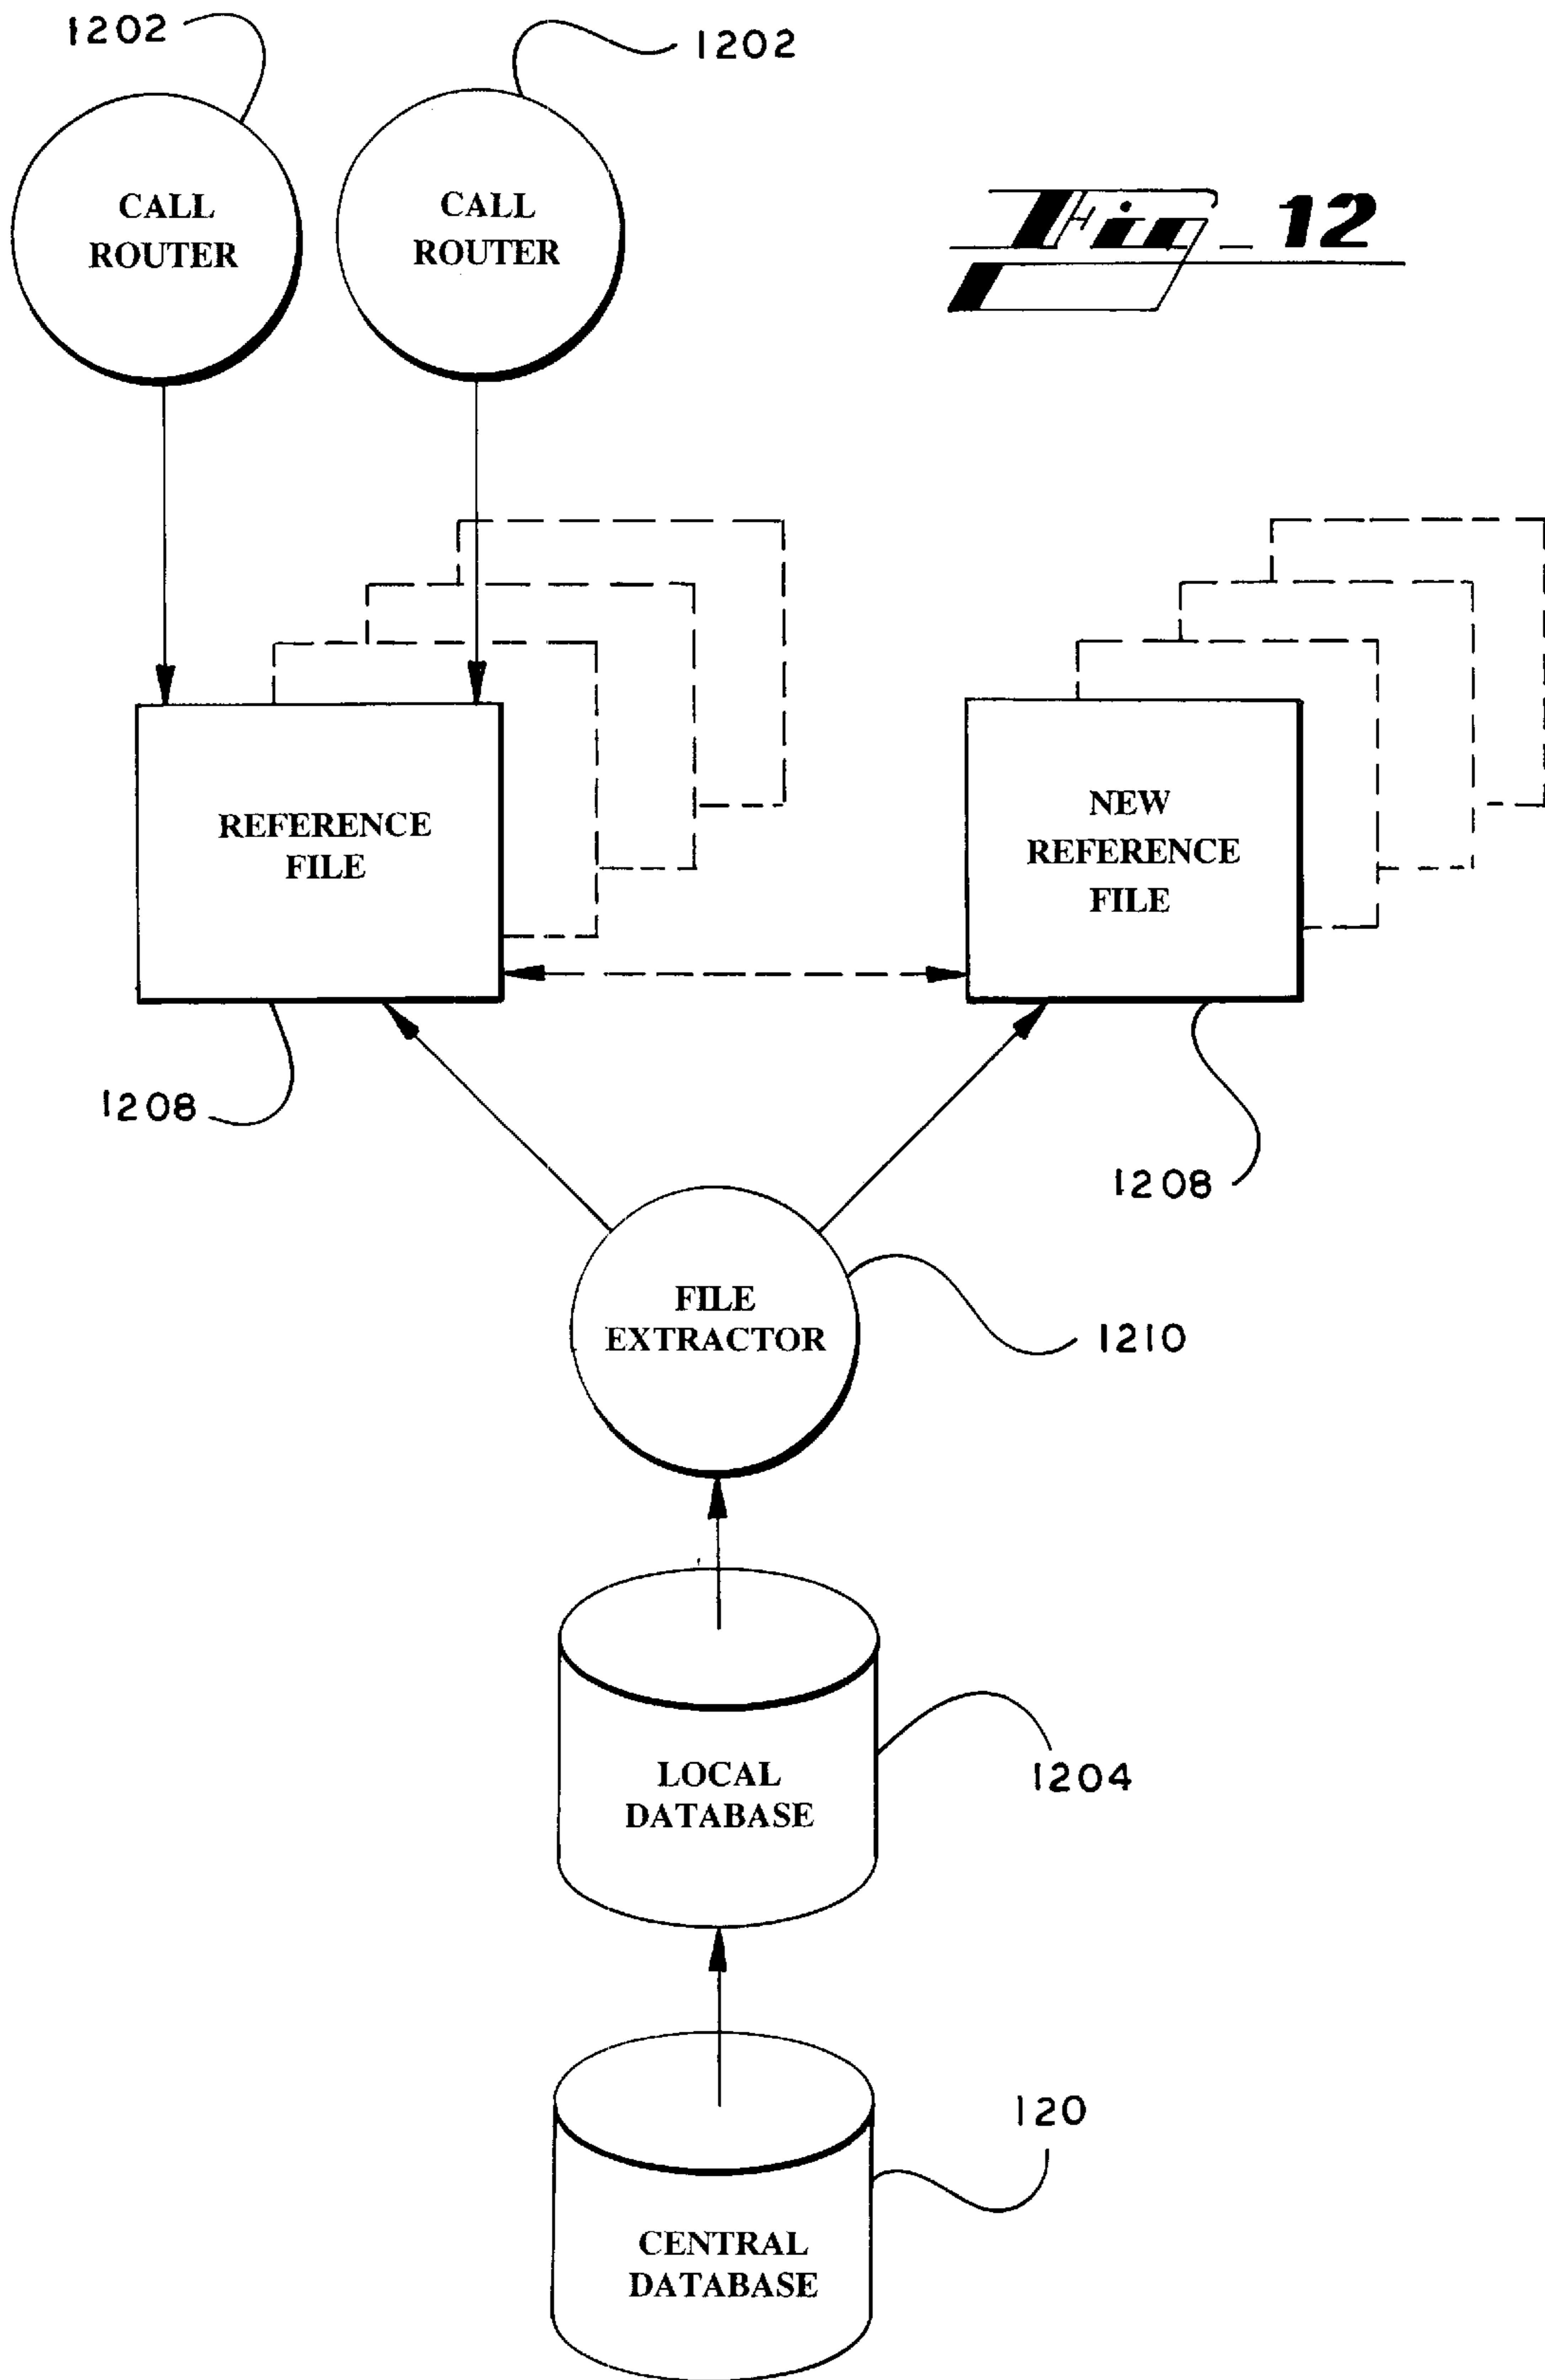 1202
1202
CALL
ROUTER
CALL
ROUTER
Fig_12
REFERENCE
FILE
NEW
REFERENCE
FILE
1208
1208
FILE
EXTRACTOR
1210
LOCAL
DATABASE
1204
120
CENTRAL
DATABASE